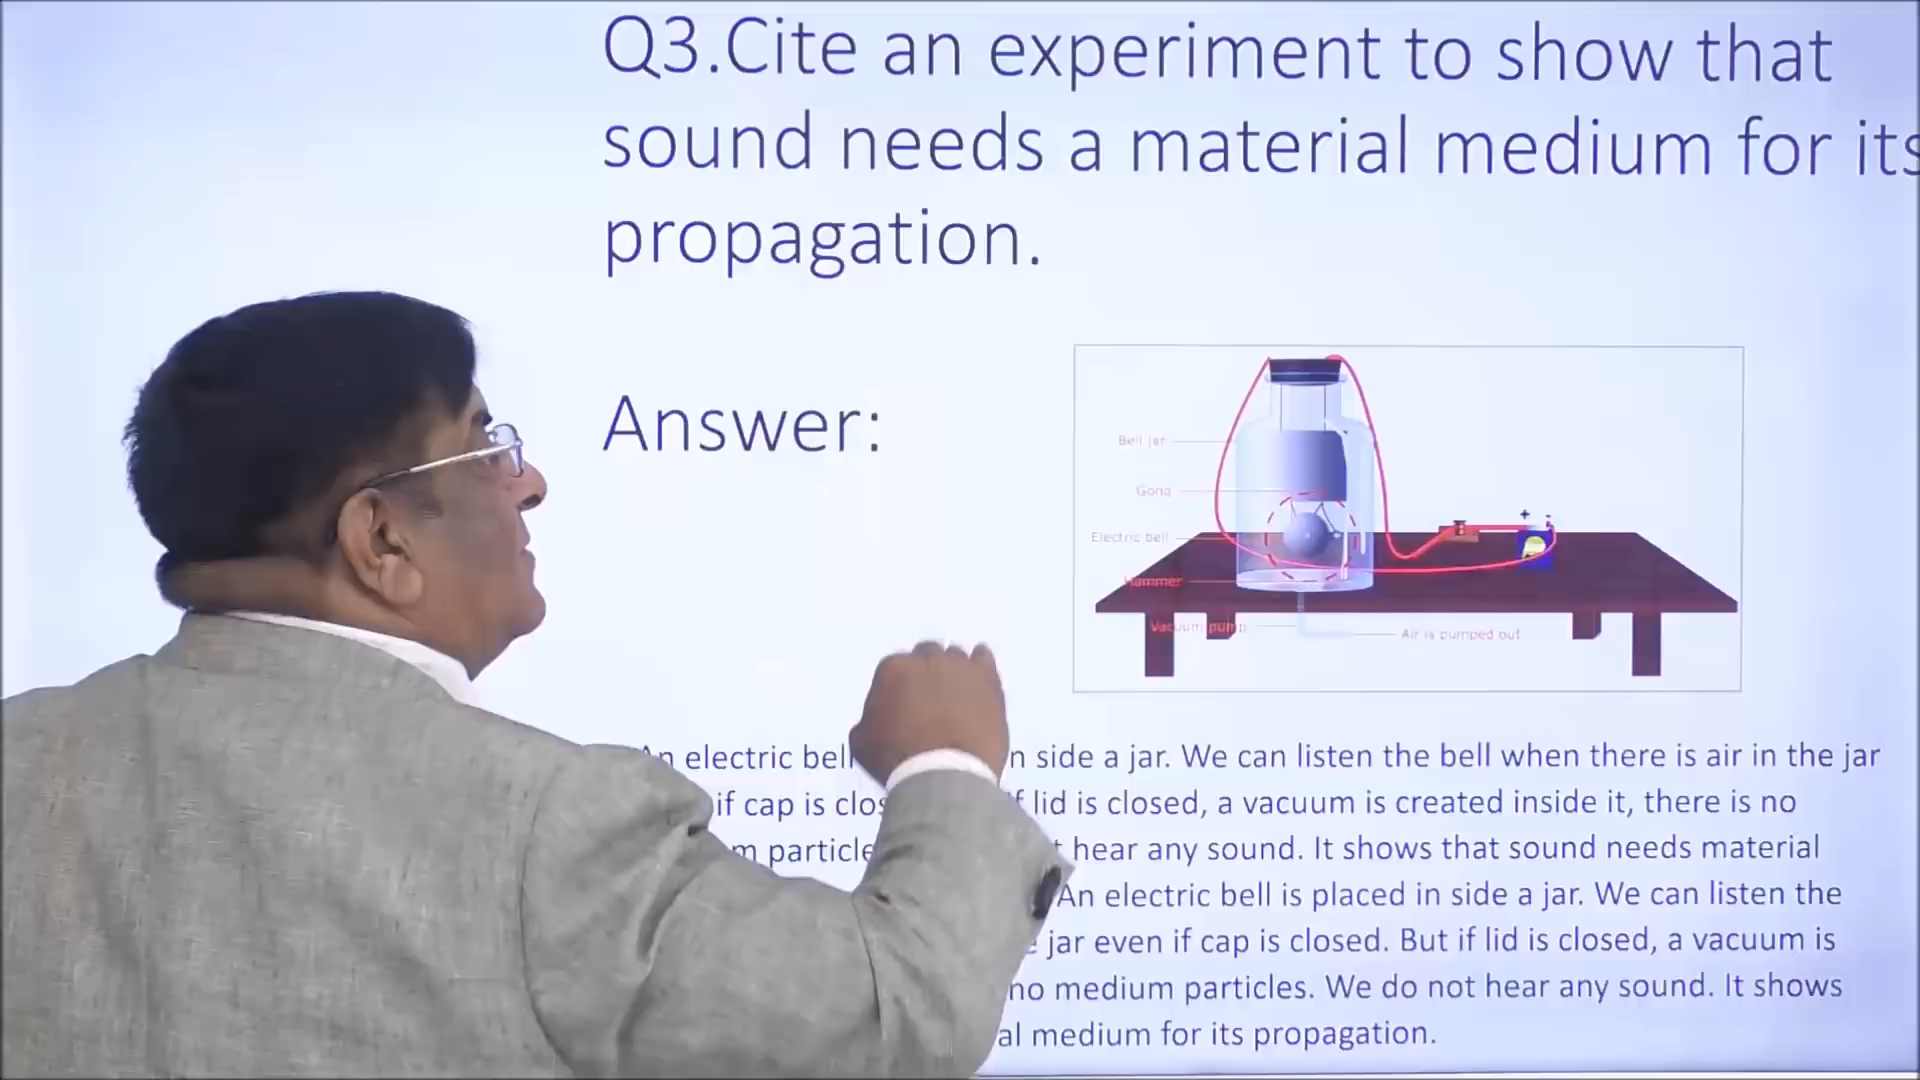 Q3.Cite an experiment to show that
sound needs a material medium for its
propagation.
Answer:
Bell jar
Gong
Electric bell
Hammer
Vacuum pump
+
Air is pumped out
An electric bell n side a jar. We can listen the bell when there is air in the jar
if cap is clos lid is closed, a vacuum is created inside it, there is no
m particle hear any sound. It shows that sound needs material
An electric bell is placed in side a jar. We can listen the
jar even if cap is closed. But if lid is closed, a vacuum is
no medium particles. We do not hear any sound. It shows
al medium for its propagation.